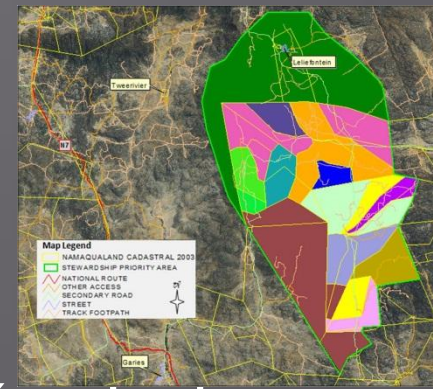 Leliefontein
Tweerivier
N7
Map Legend
NAMAQUALAND CADASTRAL 2003
STEWARDSHIP PRIORITY AREA
NATIONAL ROUTE
OTHER ACCESS
SECONDARY ROAD
STREET
TRACK FOOTPATH
Garies